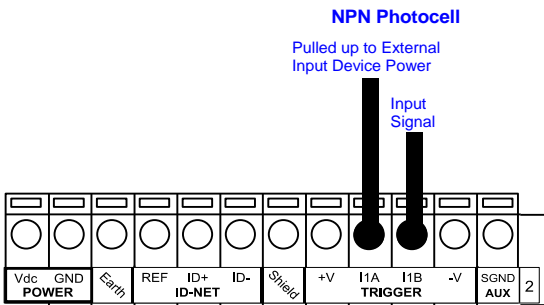 NPN Photocell
Pulled up to External
Input Device Power
Input
Signal
Vdc GND Earth REF ID+ ID- Shield +V I1A I1B -V SGND 2
POWER ID-NET TRIGGER AUX